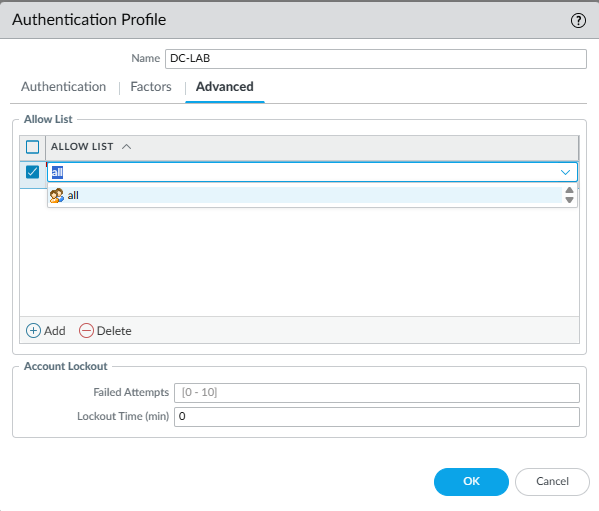 Authentication Profile
Name DC-LAB
Authentication Factors Advanced
Allow List
ALLOW LIST
all
all
Add Delete
Account Lockout
Failed Attempts [0 - 10]
Lockout Time (min) 0
OK Cancel